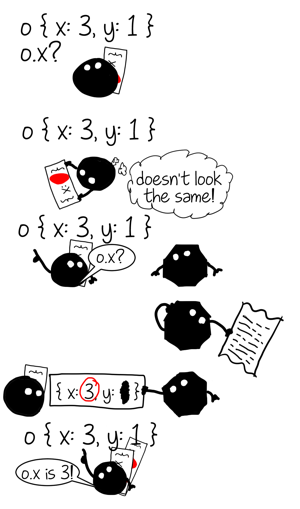 o { x: 3, y: 1 }
o.x?
o { x: 3, y: 1 }
doesn't look
the same!
o { x: 3, y: 1 }
o.x?
{ x: 3, y: }
o { x: 3, y: 1 }
o.x is 3!